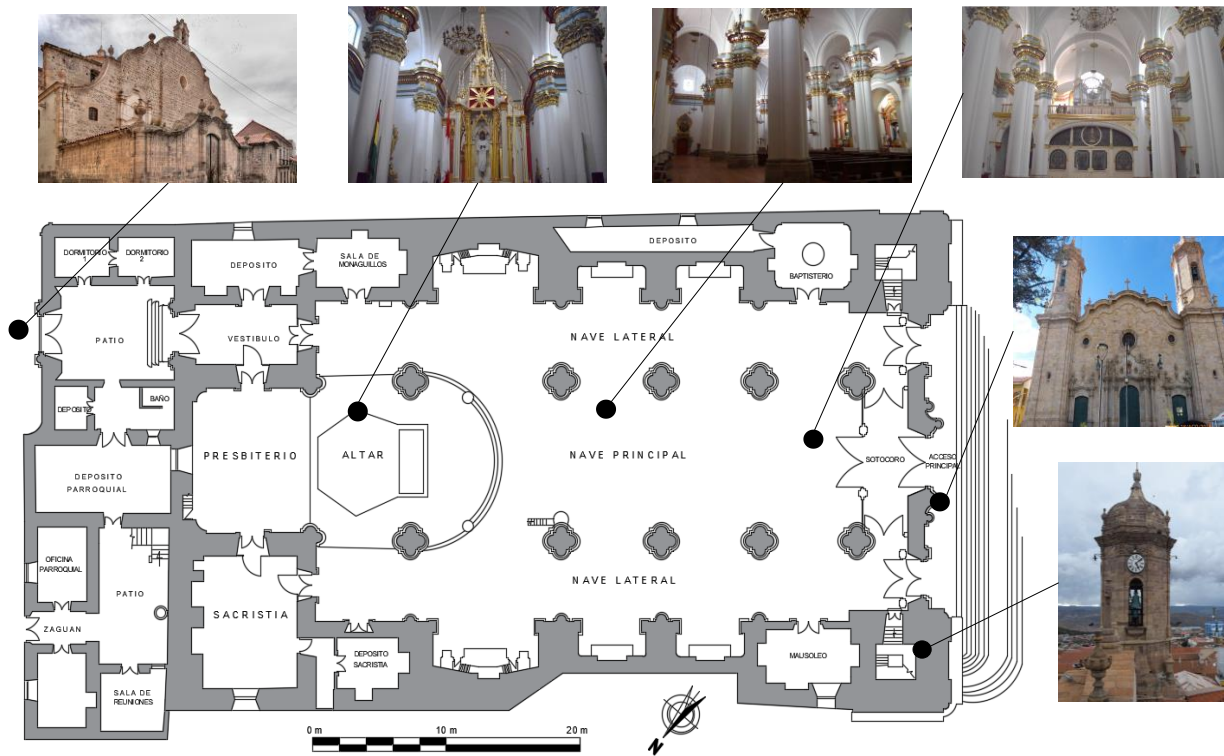 DORMITORIO
1
DORMITORIO
2
DEPOSITO
SALA DE
MONAGUILLOS
DEPOSITO
BAPTISTERIO
PATIO
VESTIBULO
NAVE LATERAL
DEPOSITO
BAÑO
PRESBITERIO
ALTAR
NAVE PRINCIPAL
SOTOCORO
ACCESO
PRINCIPAL
DEPOSITO
PARROQUIAL
OFICINA
PARROQUIAL
PATIO
ZAGUAN
SACRISTIA
NAVE LATERAL
DEPOSITO
SACRISTIA
MAUSOLEO
SALA DE
REUNIONES
0 m
10 m
20 m
N